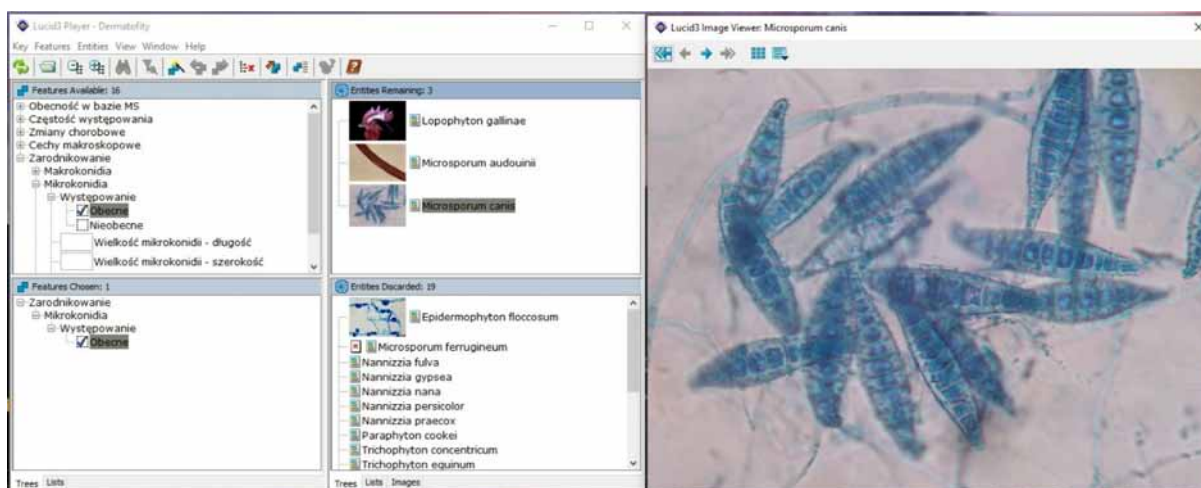 Lucid3 Player - Dermatofity
Key Features Entities View Window Help
Features Available: 16
Obecność w bazie MS
Częstość występowania
Zmiany chorobowe
Cechy makroskopowe
Zarodnikowanie
Makrokonidia
Mikrokonidia
Występowanie
Obecne
Nieobecne
Wielkość mikrokonidii - długość
Wielkość mikrokonidii - szerokość
Features Chosen: 1
Zarodnikowanie
Mikrokonidia
Występowanie
Obecne
Trees Lists
Entities Remaining: 3
Lopophyton gallinae
Microsporum audouinii
Microsporum canis
Entities Discarded: 19
Epidermophyton floccosum
Microsporum ferrugineum
Nannizzia fulva
Nannizzia gypsea
Nannizzia nana
Nannizzia persicolor
Nannizzia praecox
Paraphyton cookei
Trichophyton concentricum
Trichophyton equinum
Trees Lists Images
Lucid3 Image Viewer: Microsporum canis